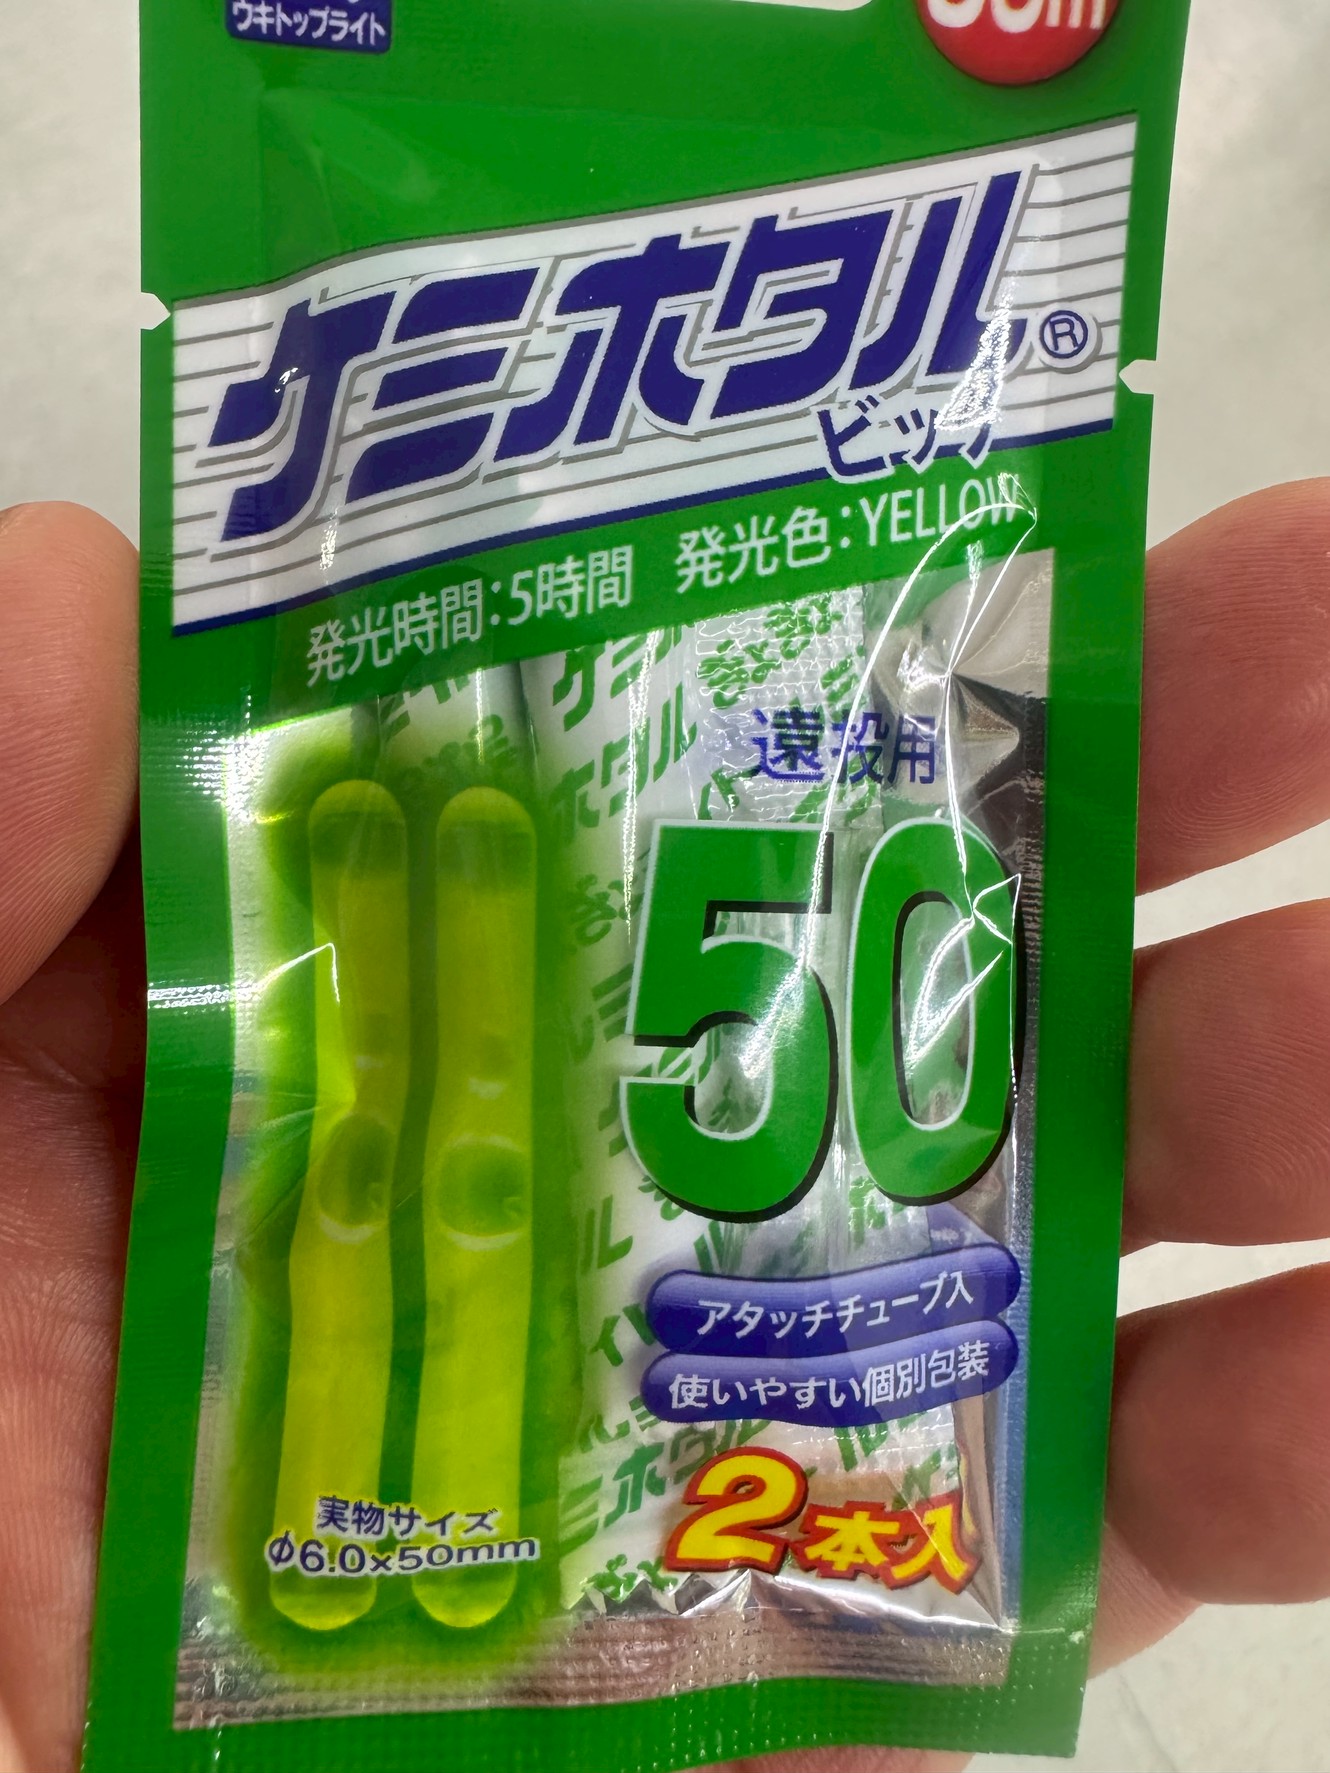 ウキトップライト
ケミホタル®
ビッグ
発光時間:5時間 発光色:YELLOW
遠投用
50
アタッチチューブ入
使いやすい個別包装
2本入
実物サイズ
φ6.0×50mm